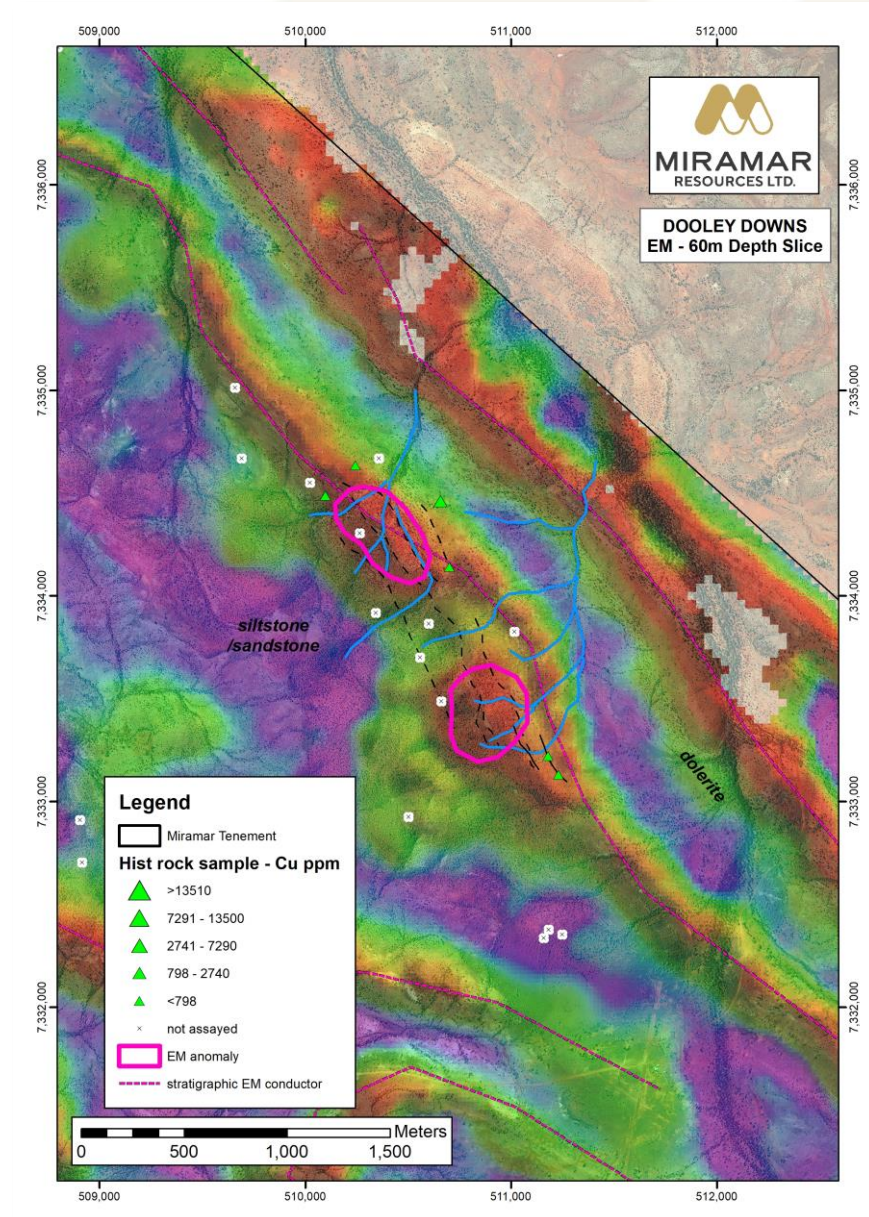 509,000 510,000 511,000 512,000
7,336,000
7,335,000
7,334,000
7,333,000
7,332,000
7,336,000
7,335,000
7,334,000
7,333,000
7,332,000
MIRAMAR
RESOURCES LTD.
DOOLEY DOWNS
EM - 60m Depth Slice
siltstone
/sandstone
dolerite
Legend
Miramar Tenement
Hist rock sample - Cu ppm
>13510
7291 - 13500
2741 - 7290
798 - 2740
<798
not assayed
EM anomaly
stratigraphic EM conductor
Meters
0 500 1,000 1,500
509,000 510,000 511,000 512,000